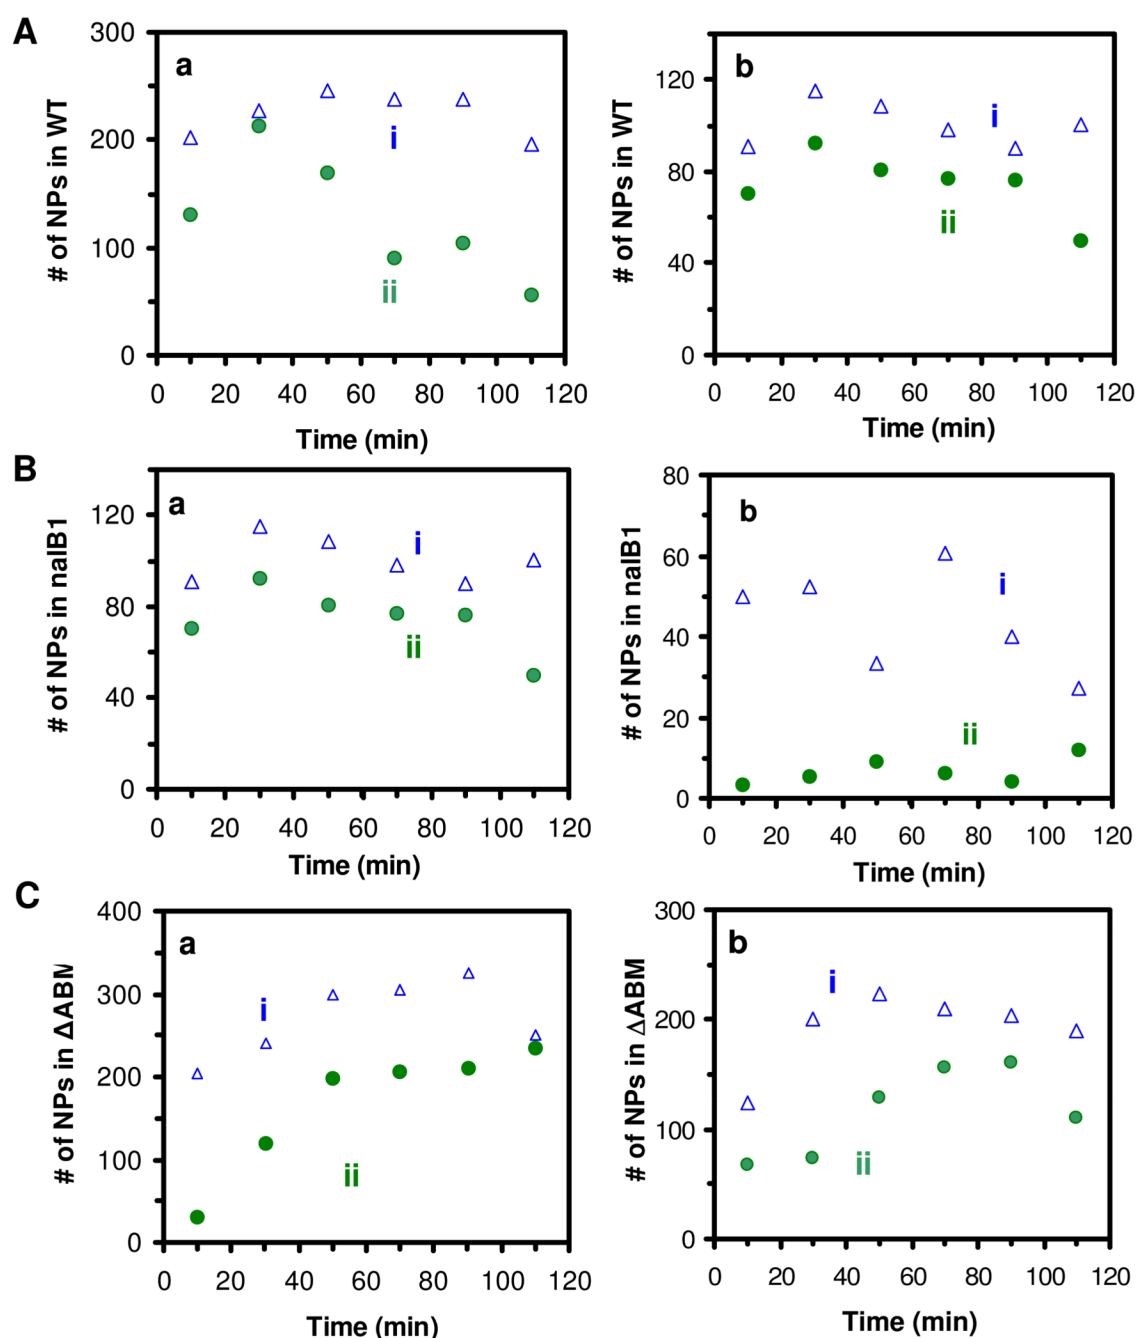 A
a
# of NPs in WT
300
200
100
0
i
ii
0 20 40 60 80 100 120
Time (min)
b
# of NPs in WT
120
80
40
0
i
ii
0 20 40 60 80 100 120
Time (min)
B
a
# of NPs in nalB1
120
80
40
0
i
ii
0 20 40 60 80 100 120
Time (min)
b
# of NPs in nalB1
80
60
40
20
0
i
ii
0 20 40 60 80 100 120
Time (min)
C
a
# of NPs in ΔABM
400
300
200
100
0
i
ii
0 20 40 60 80 100 120
Time (min)
b
# of NPs in ΔABM
300
200
100
0
i
ii
0 20 40 60 80 100 120
Time (min)